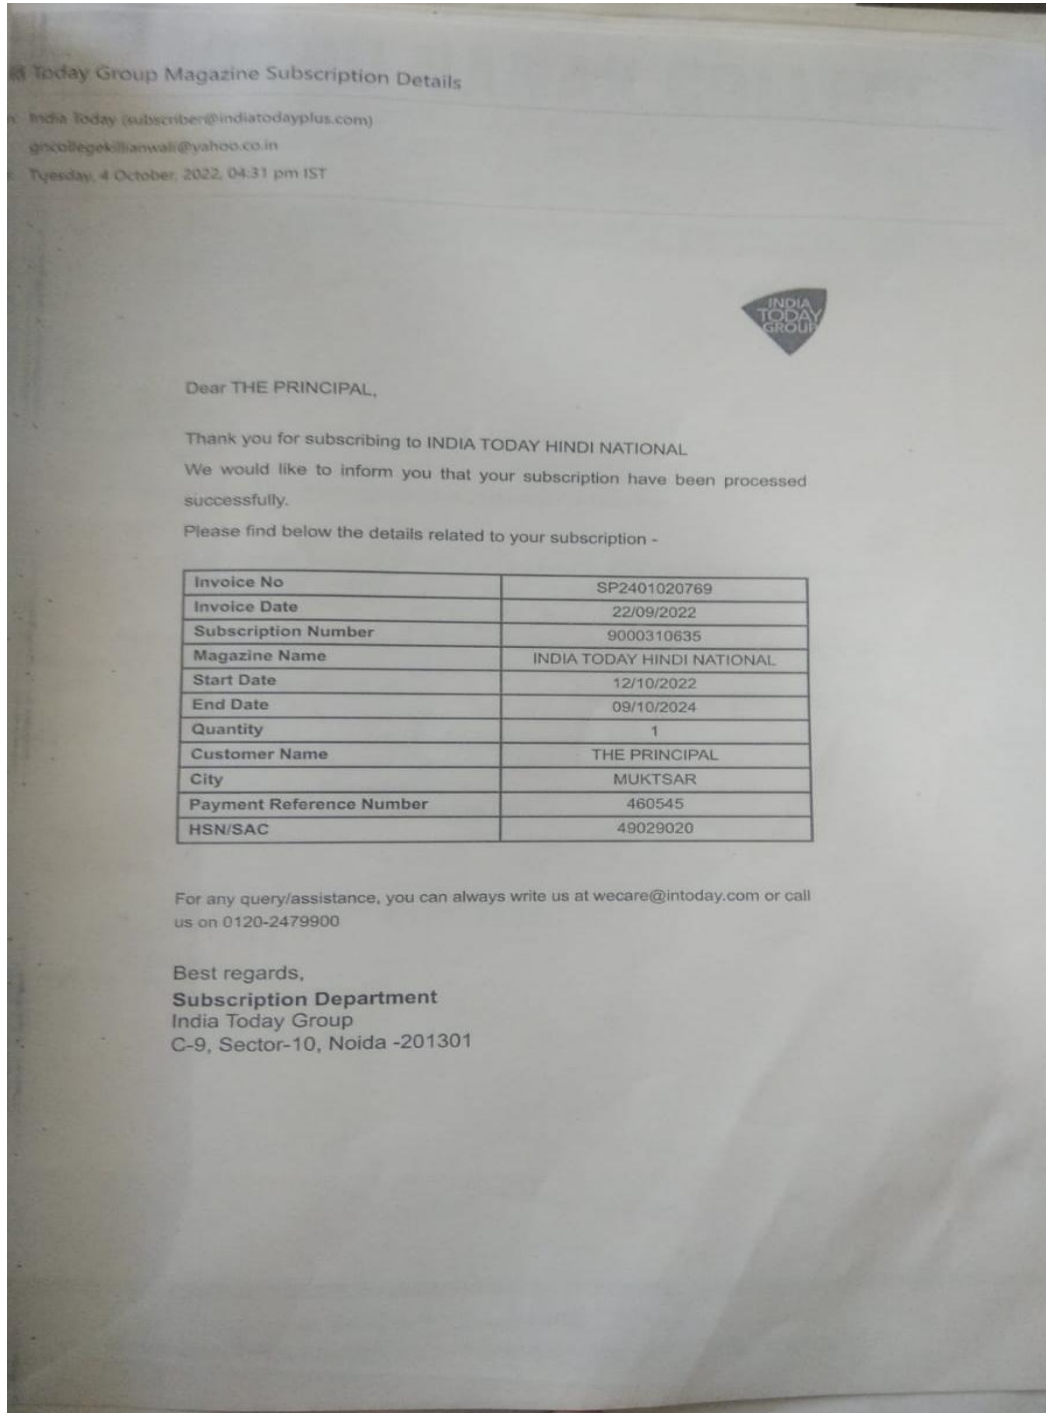 Today Group Magazine Subscription Details
India Today (subscriber@indiatodayplus.com)
gncollegekillianwali@yahoo.co.in
Tuesday, 4 October, 2022, 04:31 pm IST
INDIA
TODAY
GROUP
Dear THE PRINCIPAL,
Thank you for subscribing to INDIA TODAY HINDI NATIONAL
We would like to inform you that your subscription have been processed
successfully.
Please find below the details related to your subscription -
Invoice No SP2401020769
Invoice Date 22/09/2022
Subscription Number 9000310635
Magazine Name INDIA TODAY HINDI NATIONAL
Start Date 12/10/2022
End Date 09/10/2024
Quantity 1
Customer Name THE PRINCIPAL
City MUKTSAR
Payment Reference Number 460545
HSN/SAC 49029020
For any query/assistance, you can always write us at wecare@intoday.com or call
us on 0120-2479900
Best regards,
Subscription Department
India Today Group
C-9, Sector-10, Noida -201301